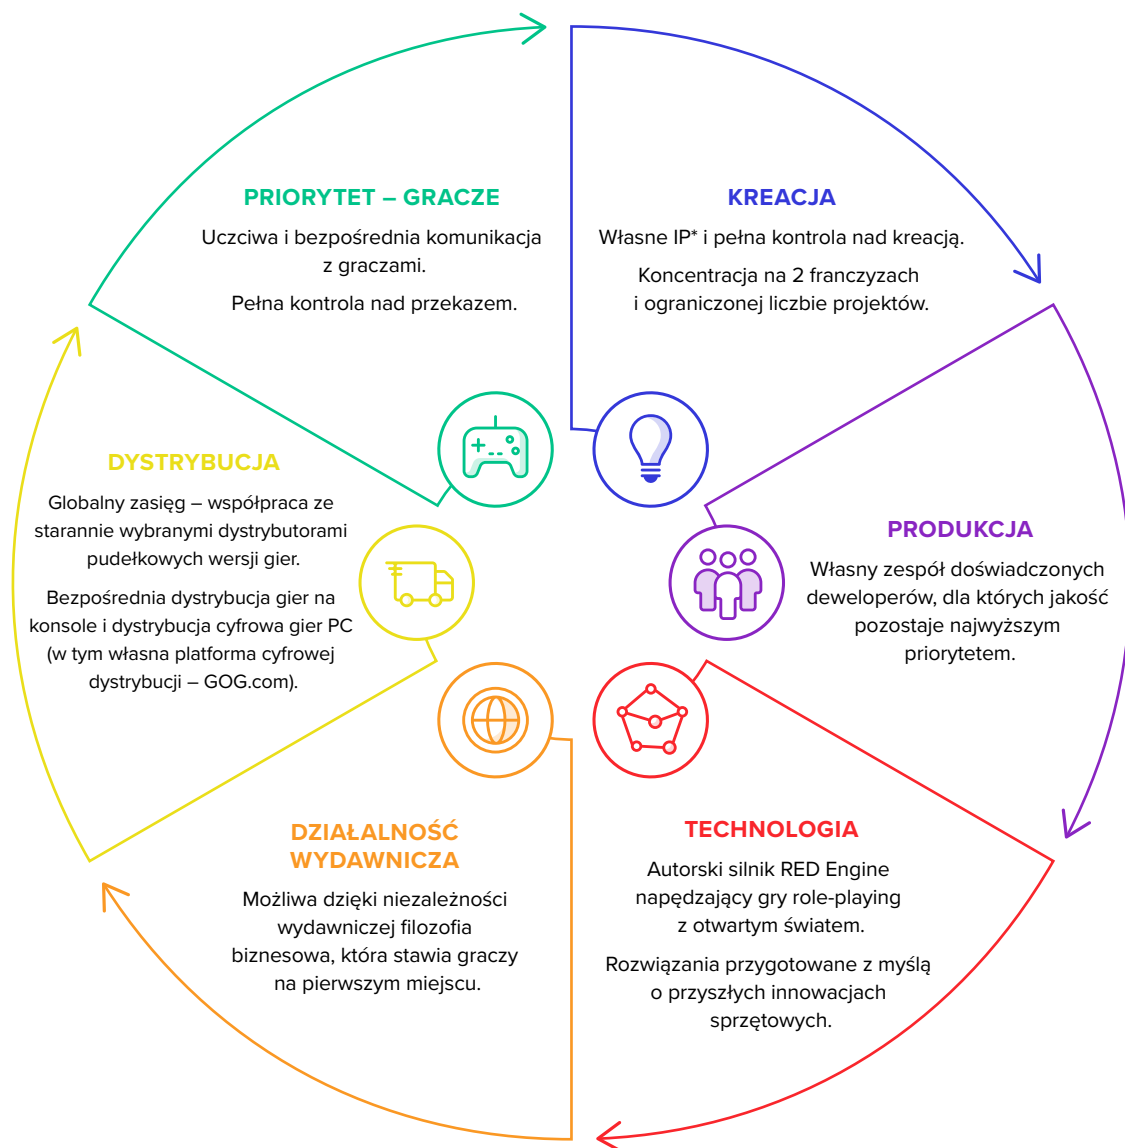 PRIORYTET – GRACZE
Uczciwa i bezpośrednia komunikacja
z graczami.
Pełna kontrola nad przekazem.
KREACJA
Własne IP* i pełna kontrola nad kreacją.
Koncentracja na 2 franczyzach
i ograniczonej liczbie projektów.
PRODUKCJA
Własny zespół doświadczonych
deweloperów, dla których jakość
pozostaje najwyższym
priorytetem.
TECHNOLOGIA
Autorski silnik RED Engine
napędzający gry role-playing
z otwartym światem.
Rozwiązania przygotowane z myślą
o przyszłych innowacjach
sprzętowych.
DZIAŁALNOŚĆ
WYDAWNICZA
Możliwa dzięki niezależności
wydawniczej filozofia
biznesowa, która stawia graczy
na pierwszym miejscu.
DYSTRYBUCJA
Globalny zasięg – współpraca ze
starannie wybranymi dystrybutorami
pudełkowych wersji gier.
Bezpośrednia dystrybucja gier na
konsole i dystrybucja cyfrowa gier PC
(w tym własna platforma cyfrowej
dystrybucji – GOG.com).